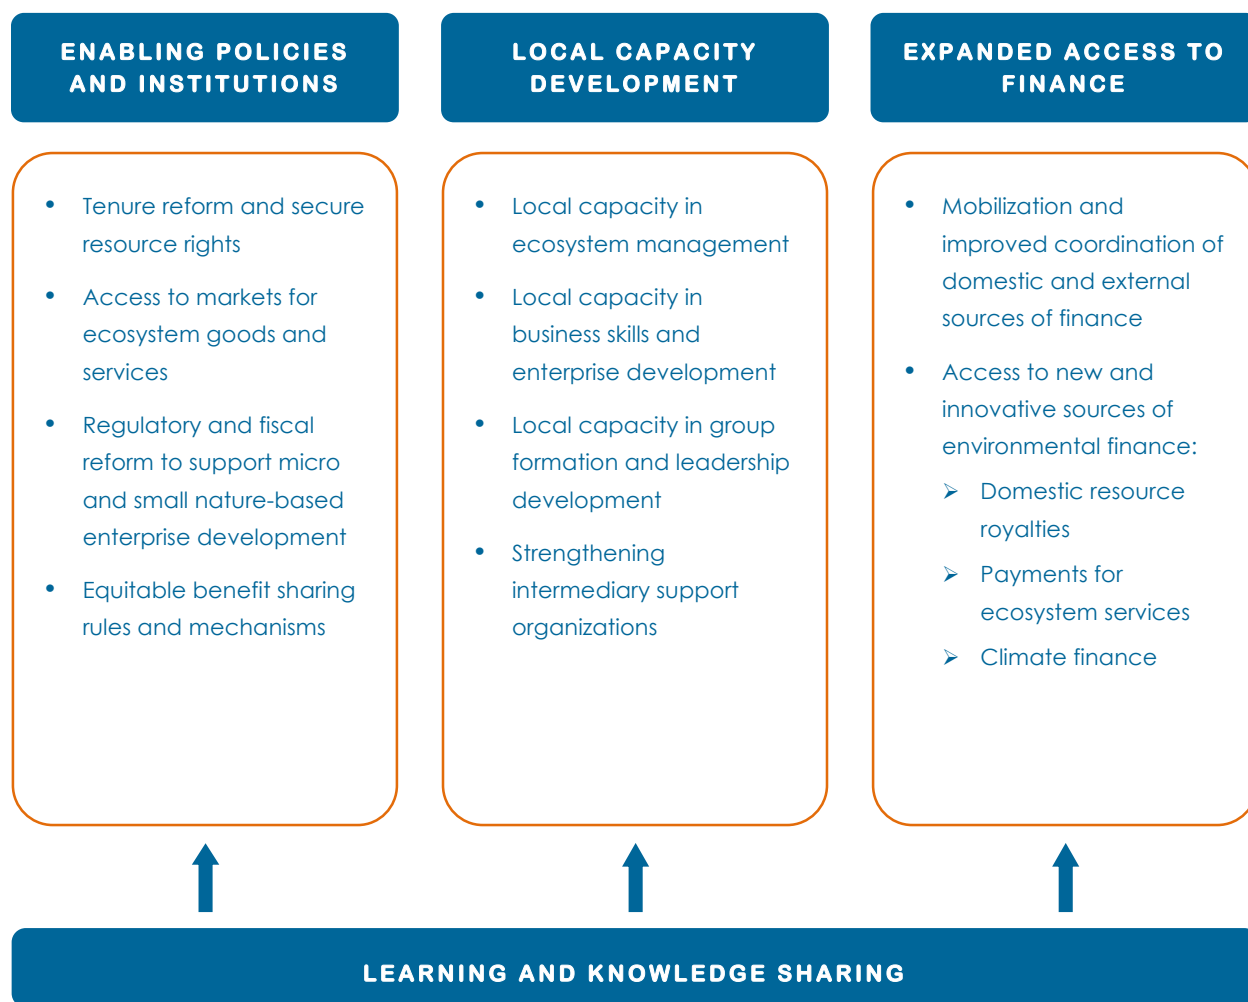 ENABLING POLICIES
AND INSTITUTIONS
• Tenure reform and secure
resource rights
• Access to markets for
ecosystem goods and
services
• Regulatory and fiscal
reform to support micro
and small nature-based
enterprise development
• Equitable benefit sharing
rules and mechanisms
LOCAL CAPACITY
DEVELOPMENT
• Local capacity in
ecosystem management
• Local capacity in
business skills and
enterprise development
• Local capacity in group
formation and leadership
development
• Strengthening
intermediary support
organizations
EXPANDED ACCESS TO
FINANCE
• Mobilization and
improved coordination of
domestic and external
sources of finance
• Access to new and
innovative sources of
environmental finance:
➢ Domestic resource
royalties
➢ Payments for
ecosystem services
➢ Climate finance
LEARNING AND KNOWLEDGE SHARING